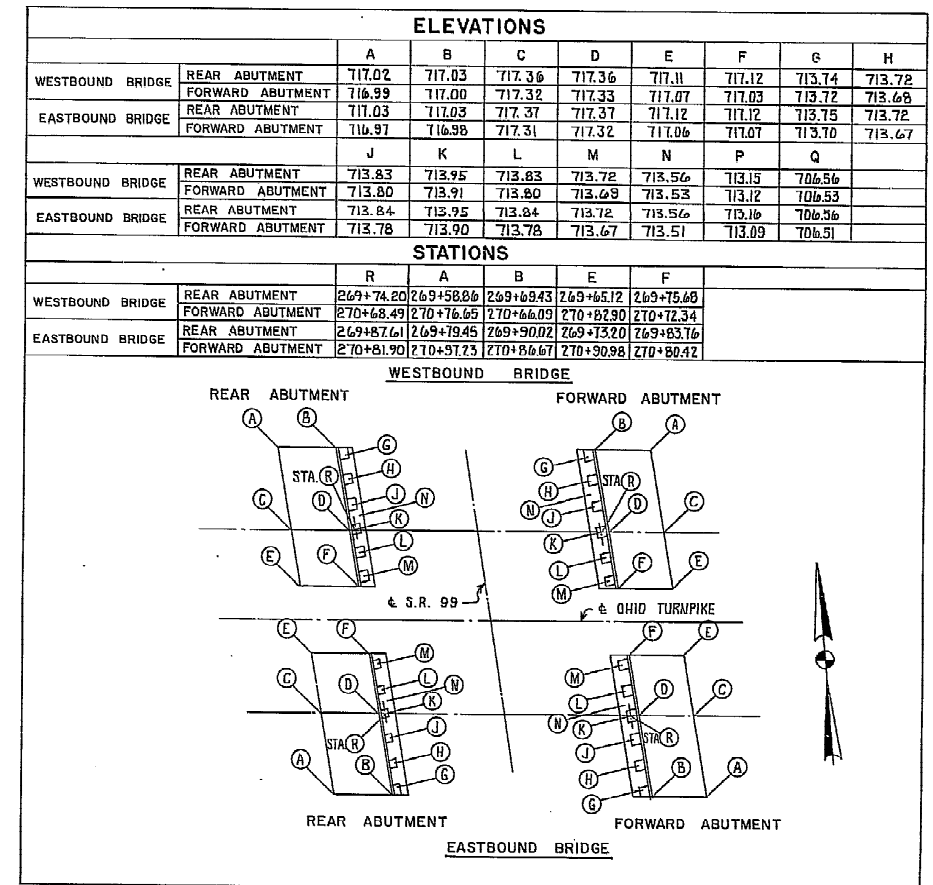 ELEVATIONS
A B C D E F G H
WESTBOUND BRIDGE REAR ABUTMENT 717.02 717.03 717.36 717.36 717.11 717.12 713.74 713.72
FORWARD ABUTMENT 716.99 717.00 717.32 717.33 717.07 717.03 713.72 713.68
EASTBOUND BRIDGE REAR ABUTMENT 717.03 717.03 717.37 717.37 717.12 717.12 713.75 713.72
FORWARD ABUTMENT 716.97 716.98 717.31 717.32 717.06 717.07 713.70 713.67
J K L M N P Q
WESTBOUND BRIDGE REAR ABUTMENT 713.83 713.95 713.83 713.72 713.56 713.15 706.56
FORWARD ABUTMENT 713.80 713.91 713.80 713.69 713.53 713.12 706.53
EASTBOUND BRIDGE REAR ABUTMENT 713.84 713.95 713.84 713.72 713.56 713.16 706.56
FORWARD ABUTMENT 713.78 713.90 713.78 713.67 713.51 713.09 706.51
STATIONS
R A B E F
WESTBOUND BRIDGE REAR ABUTMENT 269+74.20 269+58.86 269+69.43 269+65.12 269+75.68
FORWARD ABUTMENT 270+68.49 270+76.65 270+66.09 270+82.90 270+72.34
EASTBOUND BRIDGE REAR ABUTMENT 269+87.61 269+79.45 269+90.02 269+73.20 269+83.76
FORWARD ABUTMENT 270+81.90 270+97.23 270+86.67 270+90.98 270+80.42
WESTBOUND BRIDGE
REAR ABUTMENT FORWARD ABUTMENT
A B B A
G G
STA. R H H STA R
D J N N J D
C K K C
L L
E F M M F E
℄ S.R. 99 ℄ OHIO TURNPIKE
E F F E
M M
C D L N L D C
K N K
STA. R J J STA. R
A B H H B A
G G
REAR ABUTMENT FORWARD ABUTMENT
EASTBOUND BRIDGE